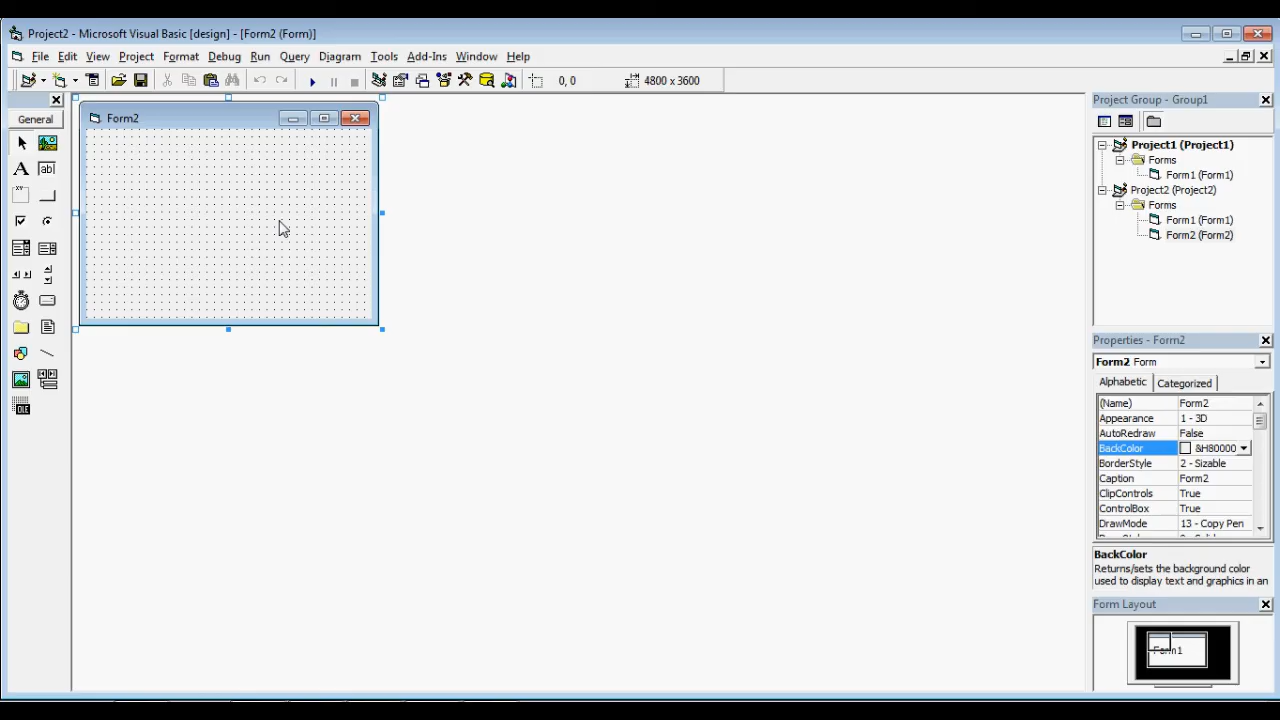 Project2 - Microsoft Visual Basic [design] - [Form2 (Form)]
File Edit View Project Format Debug Run Query Diagram Tools Add-Ins Window Help
0, 0 4800 x 3600
General
A abl
xy
OLE
Form2
Project Group - Group1
Project1 (Project1)
Forms
Form1 (Form1)
Project2 (Project2)
Forms
Form1 (Form1)
Form2 (Form2)
Properties - Form2
Form2 Form
Alphabetic Categorized
(Name) Form2
Appearance 1 - 3D
AutoRedraw False
BackColor &H80000
BorderStyle 2 - Sizable
Caption Form2
ClipControls True
ControlBox True
DrawMode 13 - Copy Pen
BackColor
Returns/sets the background color
used to display text and graphics in an
Form Layout
Form1